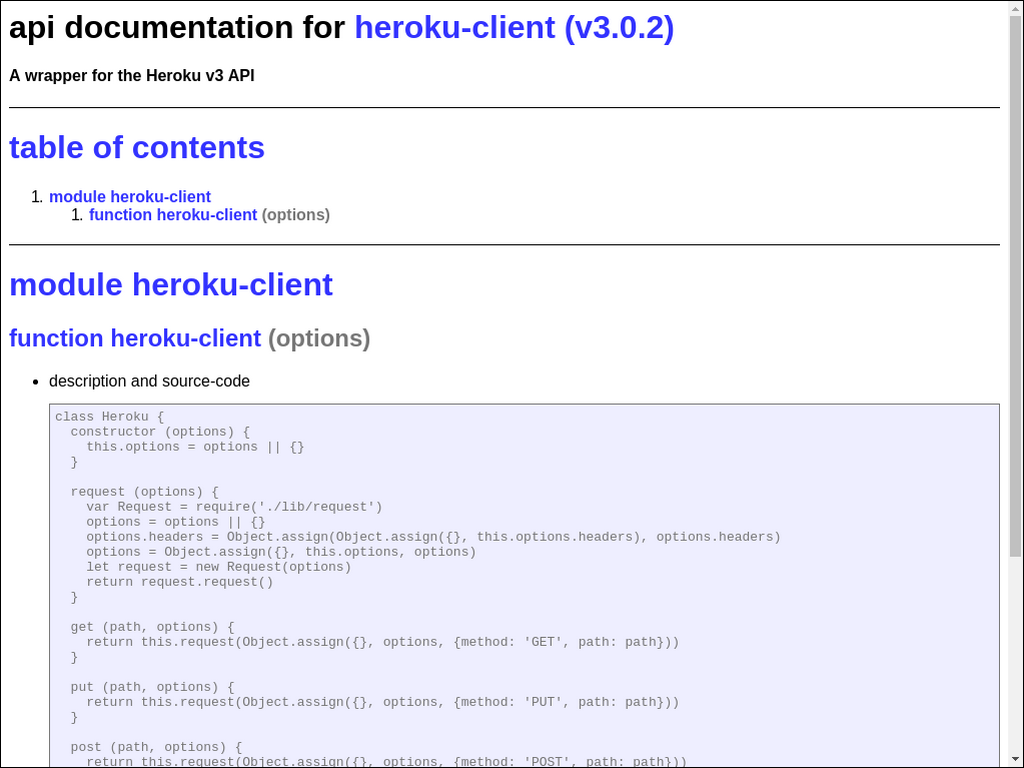 api documentation for heroku-client (v3.0.2)
A wrapper for the Heroku v3 API
table of contents
1. module heroku-client
1. function heroku-client (options)
module heroku-client
function heroku-client (options)
• description and source-code
class Heroku {
  constructor (options) {
    this.options = options || {}
  }
  request (options) {
    var Request = require('./lib/request')
    options = options || {}
    options.headers = Object.assign(Object.assign({}, this.options.headers), options.headers)
    options = Object.assign({}, this.options, options)
    let request = new Request(options)
    return request.request()
  }
  get (path, options) {
    return this.request(Object.assign({}, options, {method: 'GET', path: path}))
  }
  put (path, options) {
    return this.request(Object.assign({}, options, {method: 'PUT', path: path}))
  }
  post (path, options) {
    return this.request(Object.assign({}, options, {method: 'POST', path: path}))